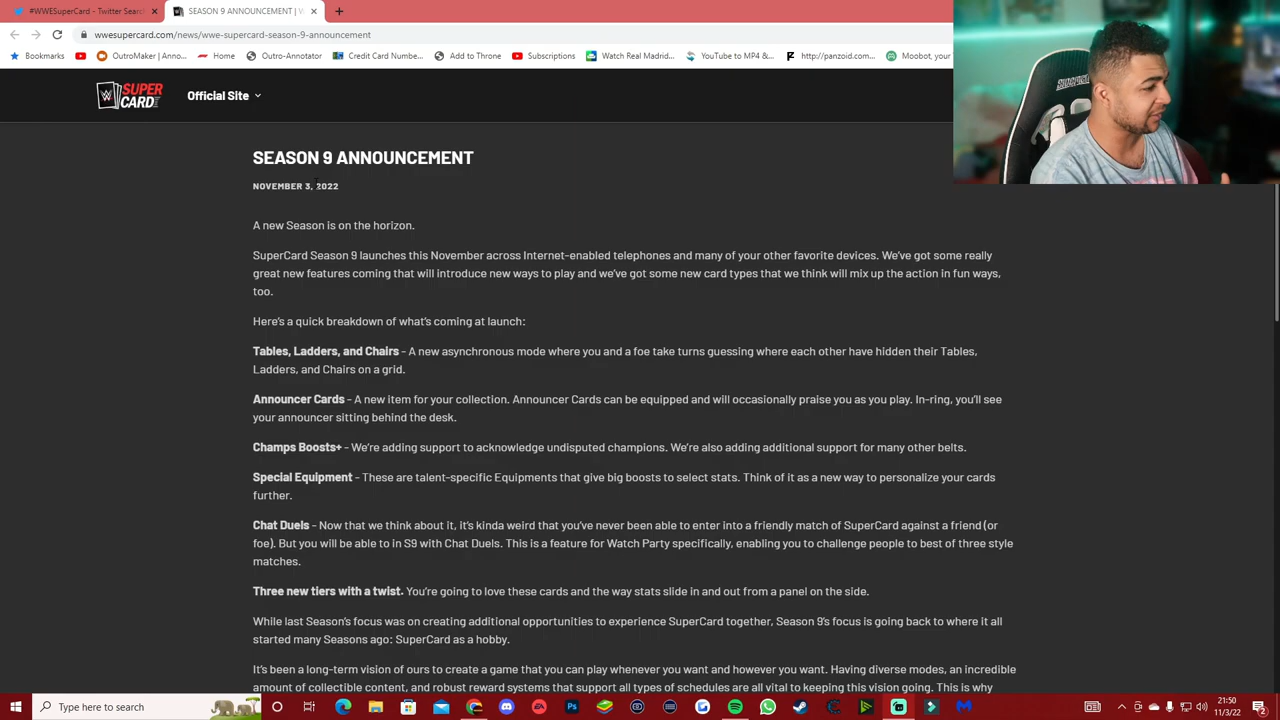 #WWESuperCard - Twitter Searc
SEASON 9 ANNOUNCEMENT | W
wwesupercard.com/news/wwe-supercard-season-9-announcement
Bookmarks
OutroMaker | Anno...
Home
Outro-Annotator
Credit Card Numbe...
Add to Throne
Subscriptions
Watch Real Madrid...
YouTube to MP4 &...
http://panzoid.com...
Moobot, your
SUPER
CARD
Official Site
SEASON 9 ANNOUNCEMENT
NOVEMBER 3, 2022
A new Season is on the horizon.
SuperCard Season 9 launches this November across Internet-enabled telephones and many of your other favorite devices. We've got some really
great new features coming that will introduce new ways to play and we've got some new card types that we think will mix up the action in fun ways,
too.
Here's a quick breakdown of what's coming at launch:
Tables, Ladders, and Chairs - A new asynchronous mode where you and a foe take turns guessing where each other have hidden their Tables,
Ladders, and Chairs on a grid.
Announcer Cards – A new item for your collection. Announcer Cards can be equipped and will occasionally praise you as you play. In-ring, you'll see
your announcer sitting behind the desk.
Champs Boosts+ - We're adding support to acknowledge undisputed champions. We're also adding additional support for many other belts.
Special Equipment - These are talent-specific Equipments that give big boosts to select stats. Think of it as a new way to personalize your cards
further.
Chat Duels - Now that we think about it, it's kinda weird that you've never been able to enter into a friendly match of SuperCard against a friend (or
foe). But you will be able to in S9 with Chat Duels. This is a feature for Watch Party specifically, enabling you to challenge people to best of three style
matches.
Three new tiers with a twist. You're going to love these cards and the way stats slide in and out from a panel on the side.
While last Season's focus was on creating additional opportunities to experience SuperCard together, Season 9's focus is going back to where it all
started many Seasons ago: SuperCard as a hobby.
It's been a long-term vision of ours to create a game that you can play whenever you want and however you want. Having diverse modes, an incredible
amount of collectible content, and robust reward systems that support all types of schedules are all vital to keeping this vision going. This is why
Type here to search
21:50
11/3/22